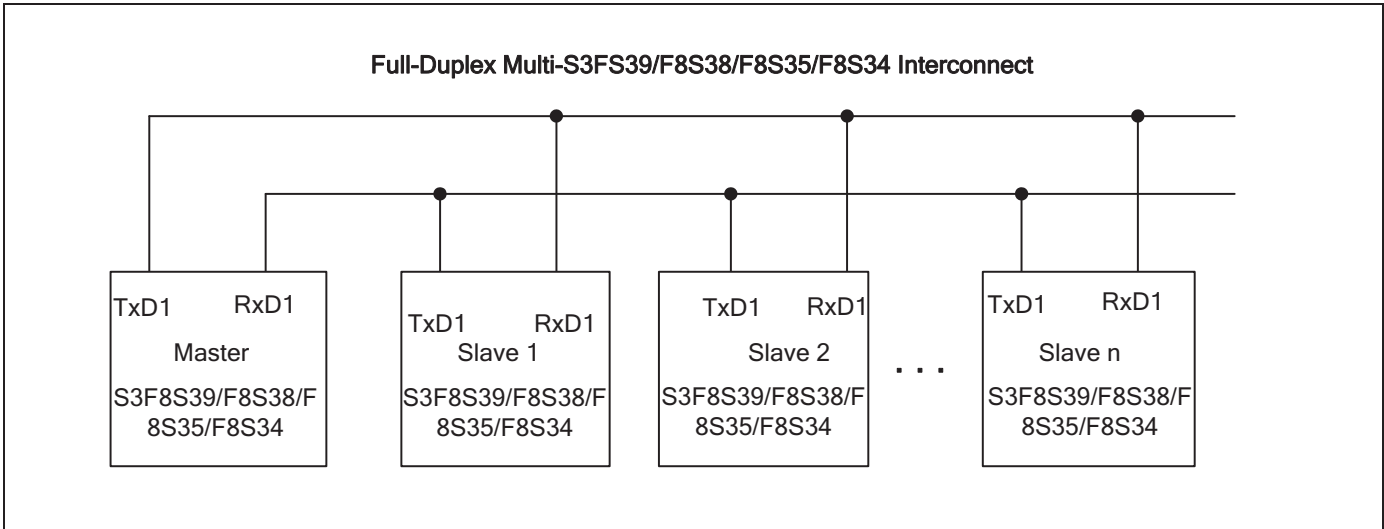 Full-Duplex Multi-S3FS39/F8S38/F8S35/F8S34 Interconnect
TxD1 RxD1
Master
S3F8S39/F8S38/F
8S35/F8S34
TxD1 RxD1
Slave 1
S3F8S39/F8S38/F
8S35/F8S34
TxD1 RxD1
Slave 2
S3F8S39/F8S38/F
8S35/F8S34
. . .
TxD1 RxD1
Slave n
S3F8S39/F8S38/F
8S35/F8S34